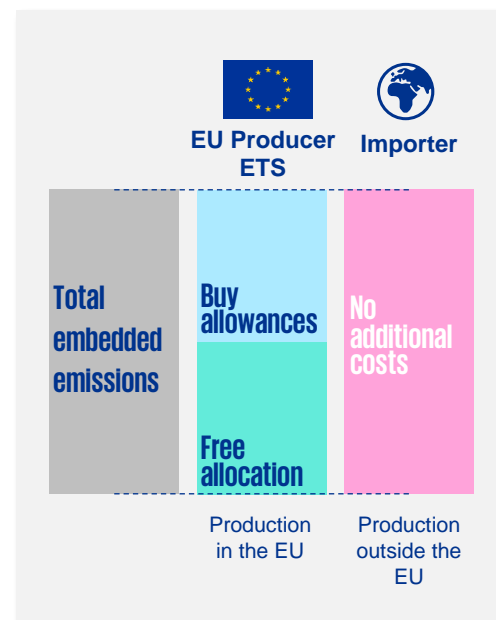 EU Producer
ETS
Importer
Total
embedded
emissions
Buy
allowances
Free
allocation
No
additional
costs
Production
in the EU
Production
outside the
EU